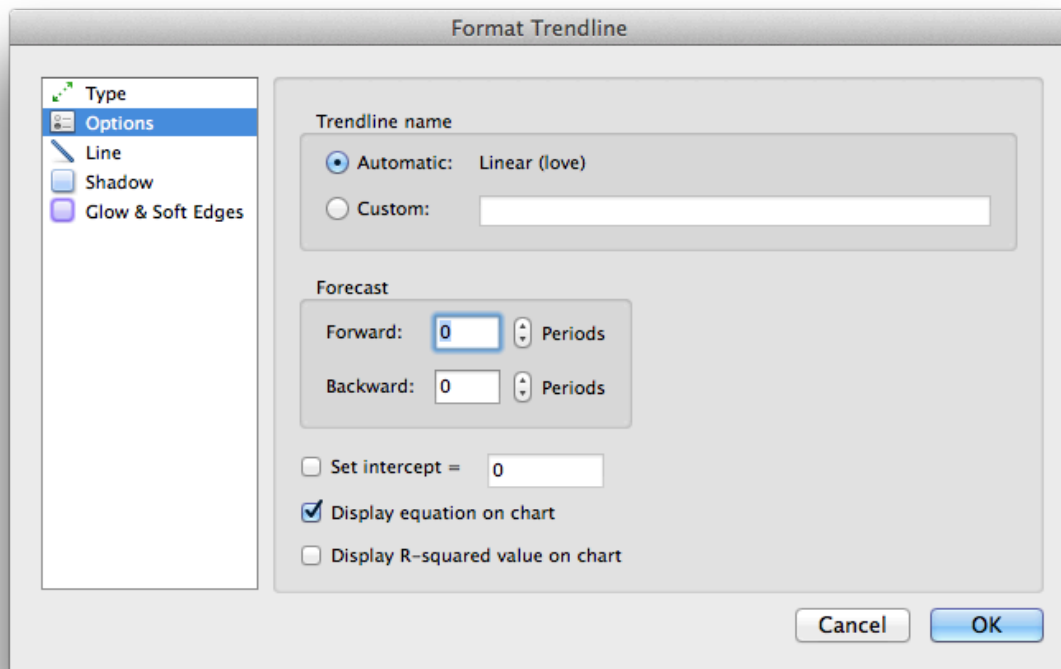 Format Trendline
Type
Options
Line
Shadow
Glow & Soft Edges
Trendline name
Automatic: Linear (love)
Custom:
Forecast
Forward: 0 Periods
Backward: 0 Periods
Set intercept = 0
Display equation on chart
Display R-squared value on chart
Cancel OK